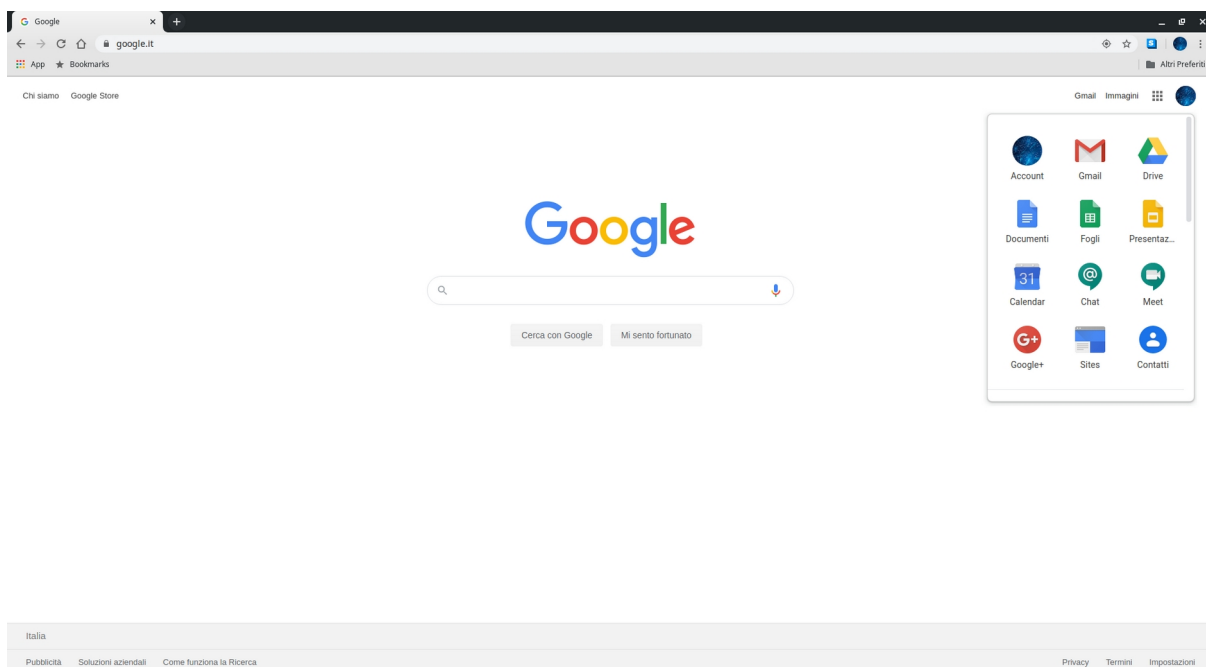 Google
google.it
App Bookmarks Altri Preferiti
Chi siamo Google Store Gmail Immagini
Account Gmail Drive
Documenti Fogli Presentaz...
31
Calendar Chat Meet
G+
Google+ Sites Contatti
Google
Cerca con Google Mi sento fortunato
Italia
Pubblicità Soluzioni aziendali Come funziona la Ricerca Privacy Termini Impostazioni